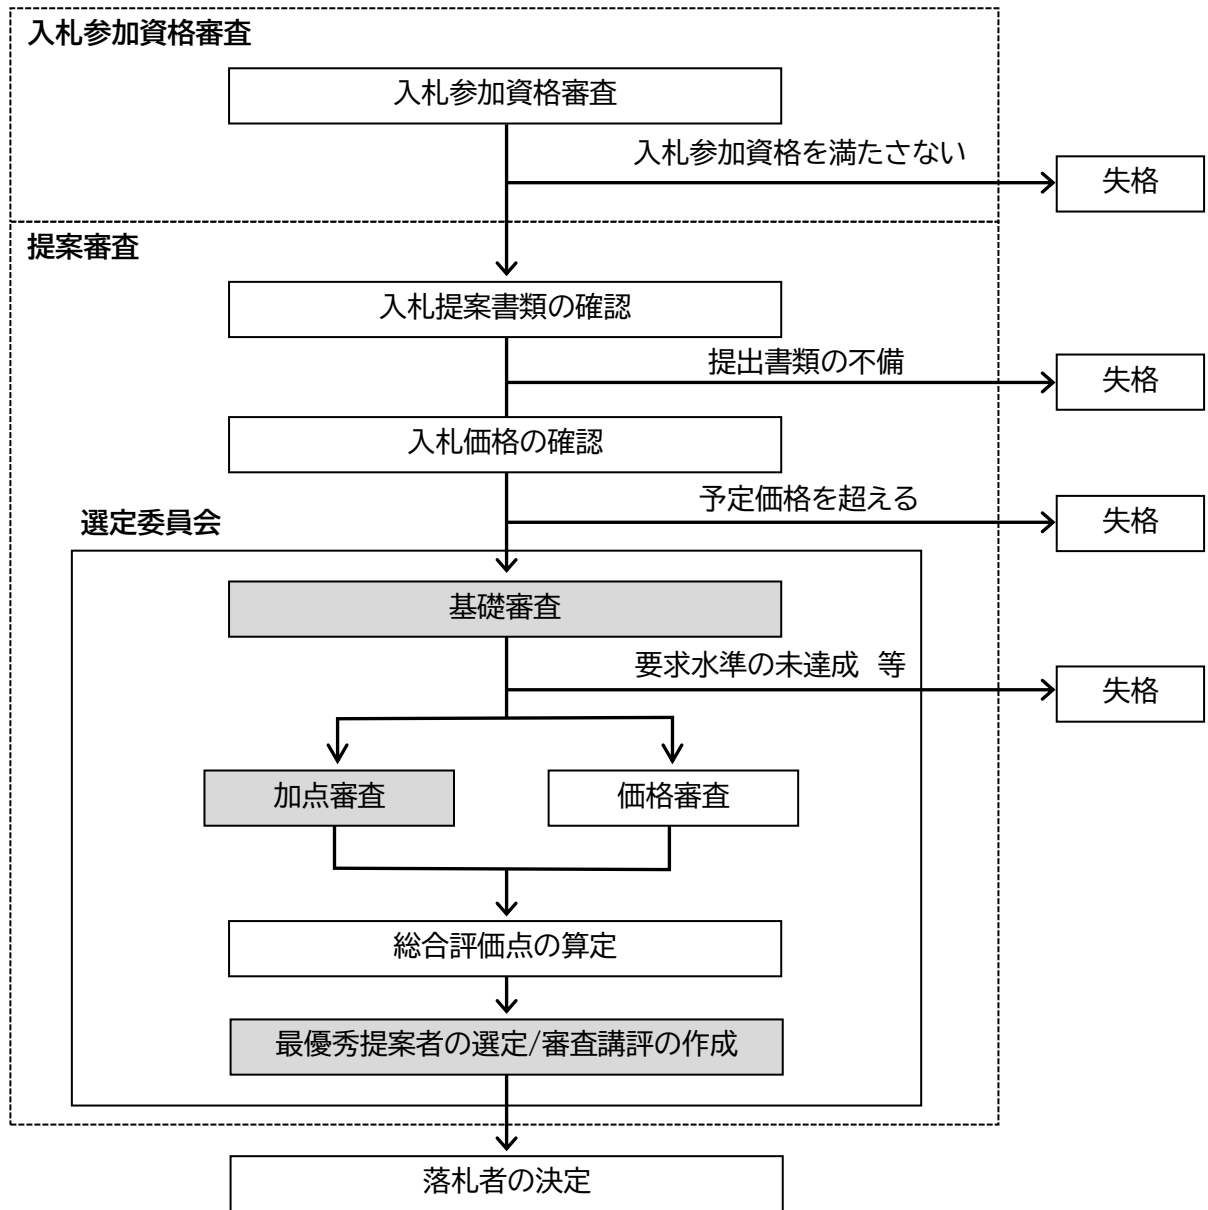 入札参加資格審査
入札参加資格審査
入札参加資格を満たさない
失格
提案審査
入札提案書類の確認
提出書類の不備
失格
入札価格の確認
予定価格を超える
失格
選定委員会
基礎審査
要求水準の未達成 等
失格
加点審査
価格審査
総合評価点の算定
最優秀提案者の選定/審査講評の作成
落札者の決定